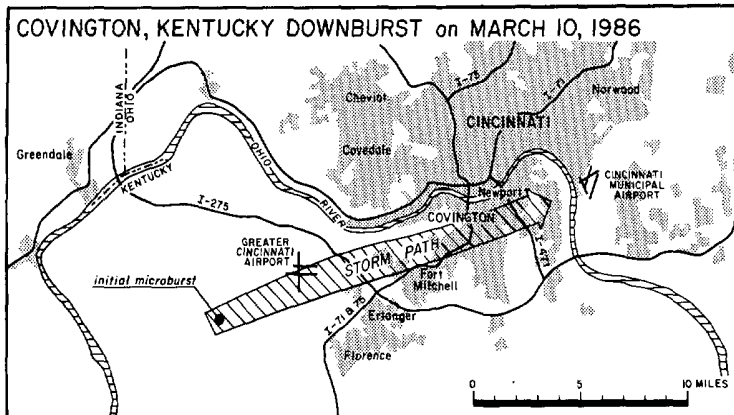 COVINGTON, KENTUCKY DOWNBURST on MARCH 10, 1986
I-75
I-71
Norwood
Cheviot
CINCINNATI
INDIANA
OHIO
Greendale
Covedale
OHIO
RIVER
KENTUCKY
Newport
CINCINNATI
MUNICIPAL
AIRPORT
I-275
COVINGTON
GREATER
CINCINNATI
AIRPORT
STORM PATH
I-471
initial microburst
Fort
Mitchell
I-71 & 75
Erlanger
Florence
0 5 10 MILES